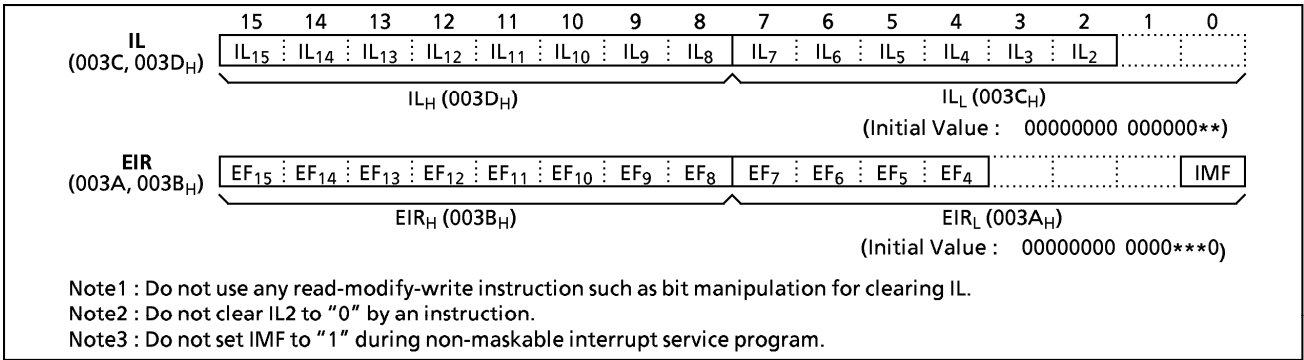 15 14 13 12 11 10 9 8 7 6 5 4 3 2 1 0
IL
(003C, 003DH)
IL15 IL14 IL13 IL12 IL11 IL10 IL9 IL8 IL7 IL6 IL5 IL4 IL3 IL2
ILH (003DH) ILL (003CH)
(Initial Value : 00000000 000000**)
EIR
(003A, 003BH)
EF15 EF14 EF13 EF12 EF11 EF10 EF9 EF8 EF7 EF6 EF5 EF4 IMF
EIRH (003BH) EIRL (003AH)
(Initial Value : 00000000 0000***0)
Note1 : Do not use any read-modify-write instruction such as bit manipulation for clearing IL.
Note2 : Do not clear IL2 to “0” by an instruction.
Note3 : Do not set IMF to “1” during non-maskable interrupt service program.